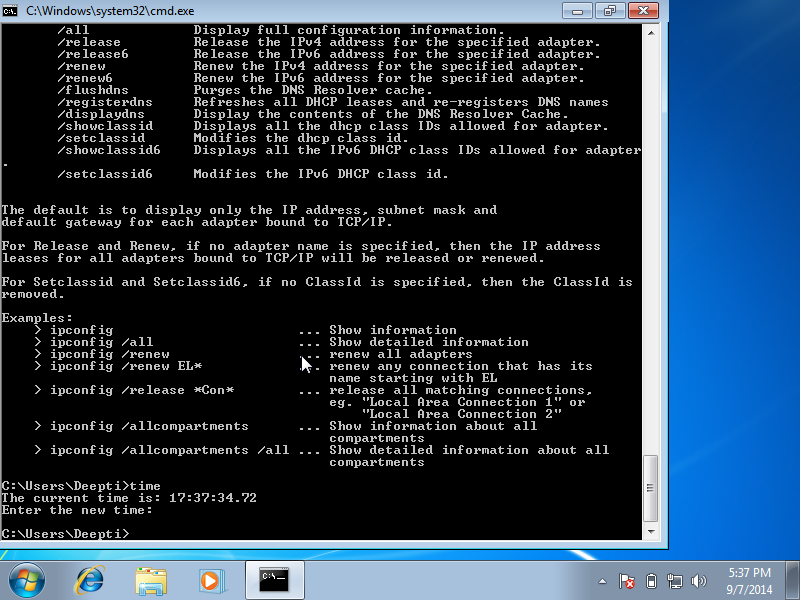 C:\Windows\system32\cmd.exe
/all Display full configuration information.
/release Release the IPv4 address for the specified adapter.
/release6 Release the IPv6 address for the specified adapter.
/renew Renew the IPv4 address for the specified adapter.
/renew6 Renew the IPv6 address for the specified adapter.
/flushdns Purges the DNS Resolver cache.
/registerdns Refreshes all DHCP leases and re-registers DNS names
/displaydns Display the contents of the DNS Resolver Cache.
/showclassid Displays all the dhcp class IDs allowed for adapter.
/setclassid Modifies the dhcp class id.
/showclassid6 Displays all the IPv6 DHCP class IDs allowed for adapter
.
/setclassid6 Modifies the IPv6 DHCP class id.
The default is to display only the IP address, subnet mask and
default gateway for each adapter bound to TCP/IP.
For Release and Renew, if no adapter name is specified, then the IP address
leases for all adapters bound to TCP/IP will be released or renewed.
For Setclassid and Setclassid6, if no ClassId is specified, then the ClassId is
removed.
Examples:
> ipconfig ... Show information
> ipconfig /all ... Show detailed information
> ipconfig /renew ... renew all adapters
> ipconfig /renew EL* ... renew any connection that has its
name starting with EL
> ipconfig /release *Con* ... release all matching connections,
eg. "Local Area Connection 1" or
"Local Area Connection 2"
> ipconfig /allcompartments ... Show information about all
compartments
> ipconfig /allcompartments /all ... Show detailed information about all
compartments
C:\Users\Deepti>time
The current time is: 17:37:34.72
Enter the new time:
C:\Users\Deepti>
C:\_
5:37 PM
9/7/2014